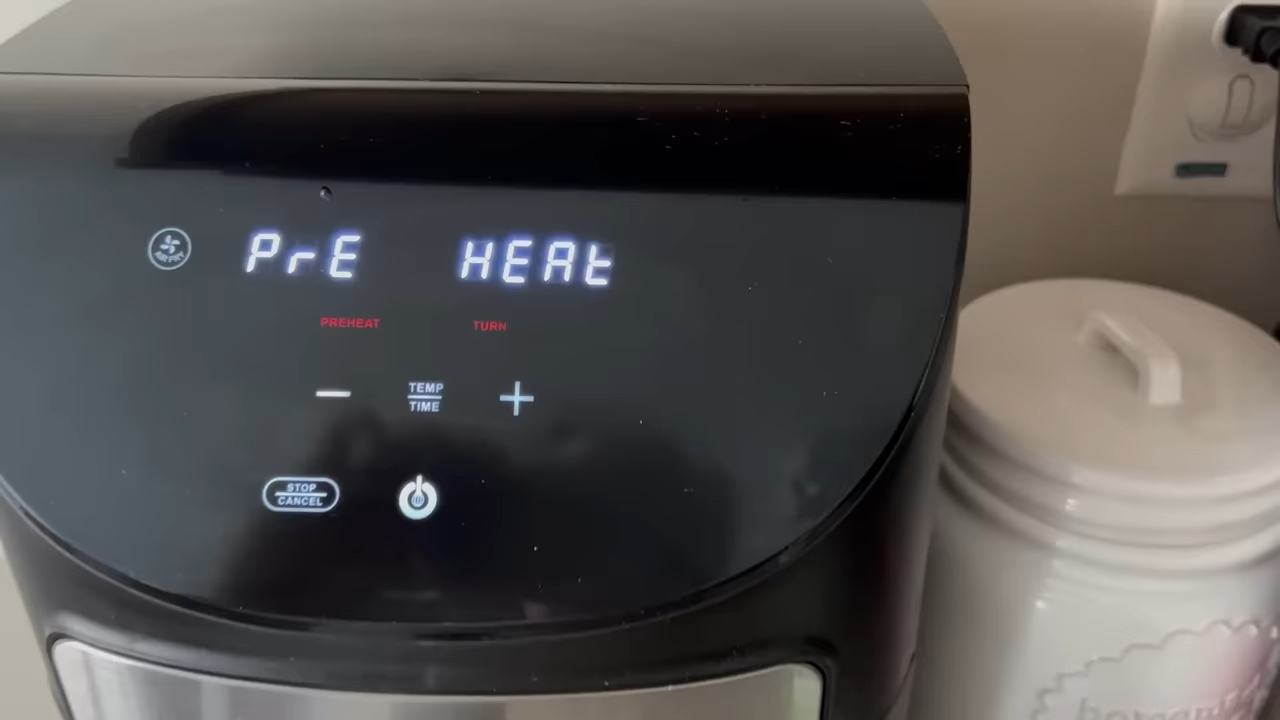 AIR FRY
PrE HEAt
PREHEAT TURN
TEMP
TIME
STOP
CANCEL